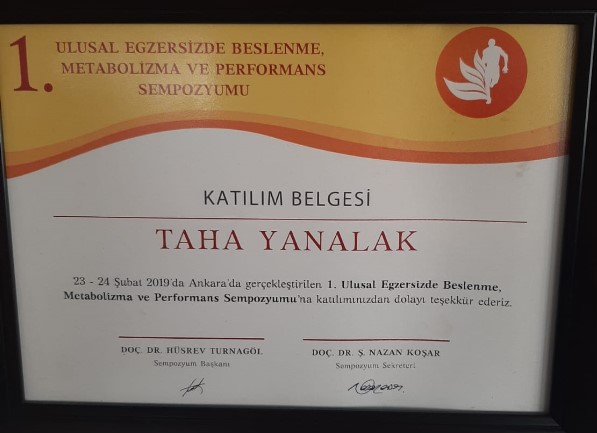 1.
ULUSAL EGZERSİZDE BESLENME,
METABOLİZMA VE PERFORMANS
SEMPOZYUMU
KATILIM BELGESİ
TAHA YANALAK
23 - 24 Şubat 2019'da Ankara'da gerçekleştirilen 1. Ulusal Egzersizde Beslenme,
Metabolizma ve Performans Sempozyumu'na katılımınızdan dolayı teşekkür ederiz.
DOÇ. DR. HÜSREV TURNAGÖL
Sempozyum Başkanı
DOÇ. DR. Ş. NAZAN KOŞAR
Sempozyum Sekreteri